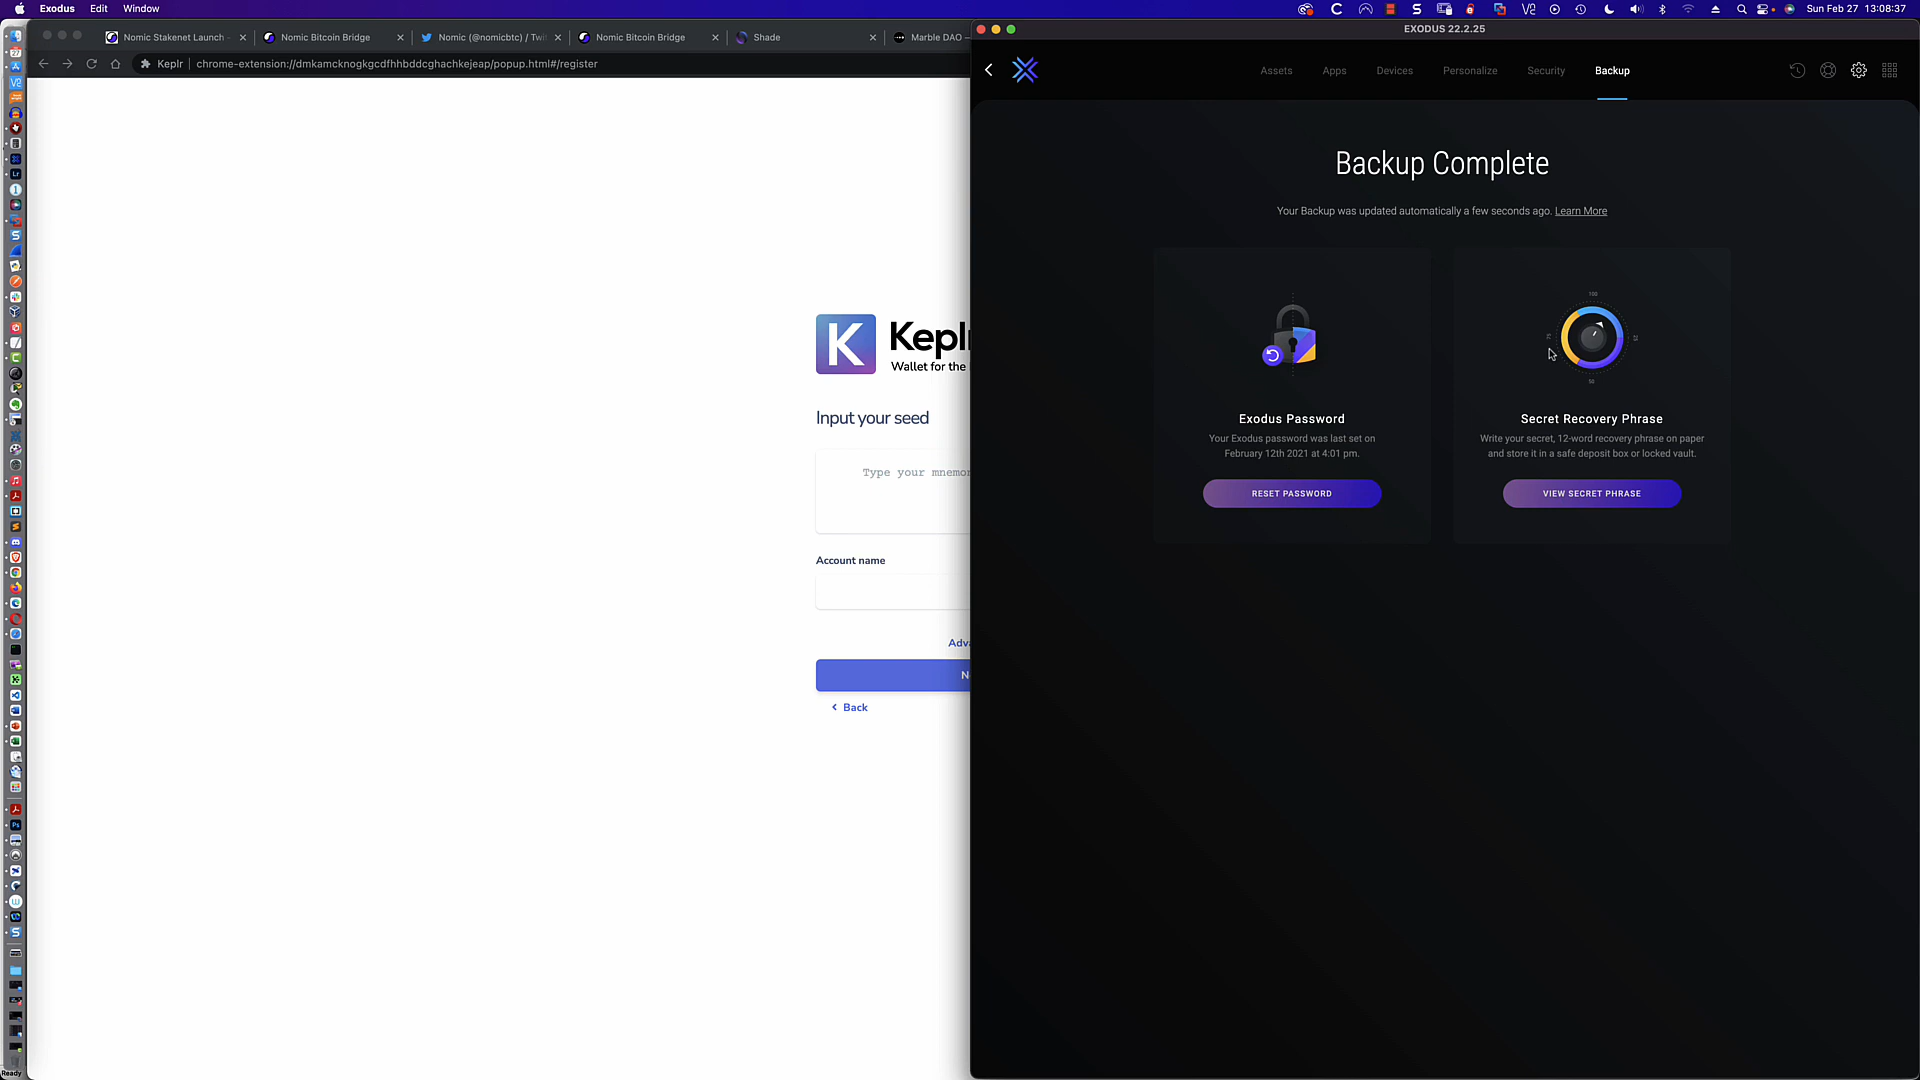 Exodus Edit Window
Sun Feb 27 13:08:37
Nomic Stakenet Launch -
Nomic Bitcoin Bridge
Nomic (@nomicbtc) / Twit
Nomic Bitcoin Bridge
Shade
Marble DAO –
Keplr
chrome-extension://dmkamcknogkgcdfhhbddcghachkejeap/popup.html#/register
K
Kepl
Wallet for the
Input your seed
Type your mnemo
Account name
Adva
N
Back
Ready
EXODUS 22.2.25
Assets
Apps
Devices
Personalize
Security
Backup
Backup Complete
Your Backup was updated automatically a few seconds ago. Learn More
Exodus Password
Your Exodus password was last set on
February 12th 2021 at 4:01 pm.
RESET PASSWORD
100
50
Secret Recovery Phrase
Write your secret, 12-word recovery phrase on paper
and store it in a safe deposit box or locked vault.
VIEW SECRET PHRASE